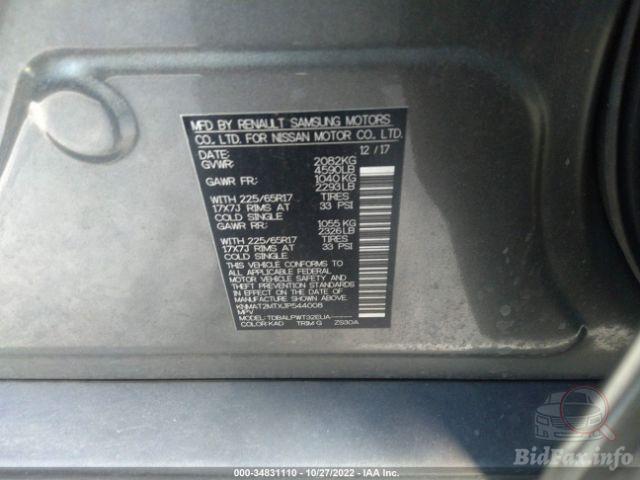 MFD BY RENAULT SAMSUNG MOTORS
CO., LTD. FOR NISSAN MOTOR CO., LTD.
DATE: 12/17
GVWR: 2082KG
4590LB
GAWR FR: 1040KG
2293LB
WITH 225/65R17 TIRES
17X7J RIMS AT 33 PSI
COLD SINGLE
GAWR RR: 1055 KG
2326LB
WITH 225/65R17 TIRES
17X7J RIMS AT 33 PSI
COLD SINGLE
THIS VEHICLE CONFORMS TO
ALL APPLICABLE FEDERAL
MOTOR VEHICLE SAFETY AND
THEFT PREVENTION STANDARDS
IN EFFECT ON THE DATE OF
MANUFACTURE SHOWN ABOVE.
KNMAT2MTXJP544008
MPV
MODEL: TDBALPWT32EUA-----
COLOR:KAD TRIM:G ZS30A
000-34831110 - 10/27/2022 - IAA Inc.
BidFax.info